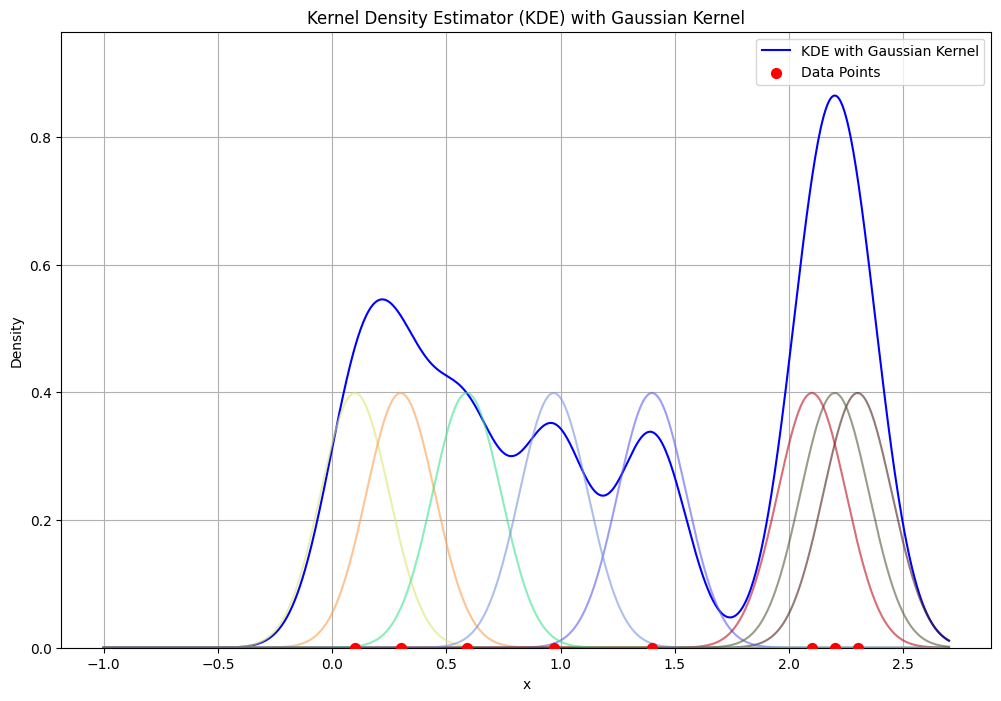 Kernel Density Estimator (KDE) with Gaussian Kernel
KDE with Gaussian Kernel
Data Points
0.8
0.6
0.4
0.2
0.0
Density
−1.0
−0.5
0.0
0.5
1.0
1.5
2.0
2.5
x